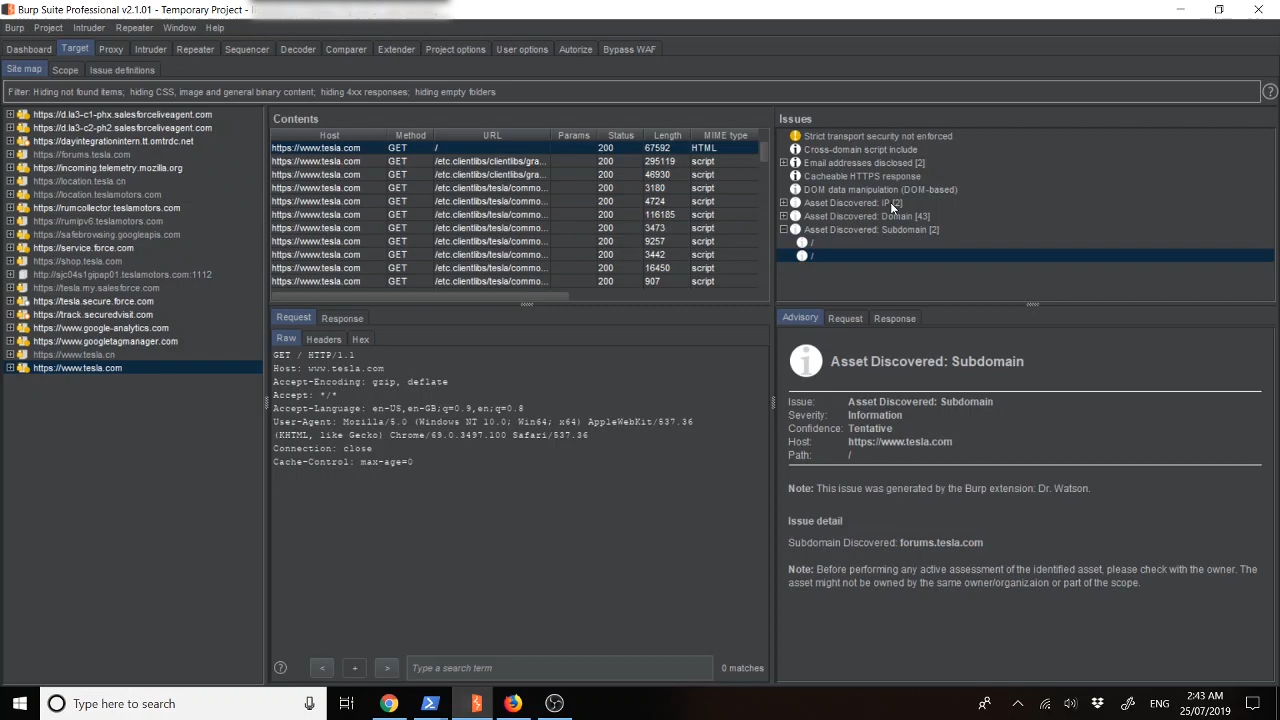 Burp Suite Professional v2.1.01 - Temporary Project -
Burp Project Intruder Repeater Window Help
Dashboard Target Proxy Intruder Repeater Sequencer Decoder Comparer Extender Project options User options Autorize Bypass WAF
Site map Scope Issue definitions
Filter: Hiding not found items; hiding CSS, image and general binary content; hiding 4xx responses; hiding empty folders
https://d.la3-c1-phx.salesforceliveagent.com
https://d.la3-c2-ph2.salesforceliveagent.com
https://dayintegrationintern.tt.omtrdc.net
https://forums.tesla.com
https://incoming.telemetry.mozilla.org
https://location.tesla.cn
https://location.teslamotors.com
https://rumcollector.teslamotors.com
https://rumipv6.teslamotors.com
https://safebrowsing.googleapis.com
https://service.force.com
https://shop.tesla.com
http://sjc04s1gipap01.teslamotors.com:1112
https://tesla.my.salesforce.com
https://tesla.secure.force.com
https://track.securedvisit.com
https://www.google-analytics.com
https://www.googletagmanager.com
https://www.tesla.cn
https://www.tesla.com
Contents
Host Method URL Params Status Length MIME type
https://www.tesla.com GET / 200 67592 HTML
https://www.tesla.com GET /etc.clientlibs/clientlibs/gra... 200 295119 script
https://www.tesla.com GET /etc.clientlibs/clientlibs/gra... 200 46930 script
https://www.tesla.com GET /etc.clientlibs/tesla/commo... 200 3180 script
https://www.tesla.com GET /etc.clientlibs/tesla/commo... 200 4724 script
https://www.tesla.com GET /etc.clientlibs/tesla/commo... 200 116185 script
https://www.tesla.com GET /etc.clientlibs/tesla/commo... 200 3473 script
https://www.tesla.com GET /etc.clientlibs/tesla/commo... 200 9257 script
https://www.tesla.com GET /etc.clientlibs/tesla/commo... 200 3442 script
https://www.tesla.com GET /etc.clientlibs/tesla/commo... 200 16450 script
https://www.tesla.com GET /etc.clientlibs/tesla/commo... 200 907 script
Request Response
Raw Headers Hex
GET / HTTP/1.1
Host: www.tesla.com
Accept-Encoding: gzip, deflate
Accept: */*
Accept-Language: en-US,en-GB;q=0.9,en;q=0.8
User-Agent: Mozilla/5.0 (Windows NT 10.0; Win64; x64) AppleWebKit/537.36
(KHTML, like Gecko) Chrome/69.0.3497.100 Safari/537.36
Connection: close
Cache-Control: max-age=0
? < + > Type a search term 0 matches
Issues
Strict transport security not enforced
Cross-domain script include
Email addresses disclosed [2]
Cacheable HTTPS response
DOM data manipulation (DOM-based)
Asset Discovered: IP [2]
Asset Discovered: Domain [43]
Asset Discovered: Subdomain [2]
/
/
Advisory Request Response
Asset Discovered: Subdomain
Issue: Asset Discovered: Subdomain
Severity: Information
Confidence: Tentative
Host: https://www.tesla.com
Path: /
Note: This issue was generated by the Burp extension: Dr. Watson.
Issue detail
Subdomain Discovered: forums.tesla.com
Note: Before performing any active assessment of the identified asset, please check with the owner. The
asset might not be owned by the same owner/organizaion or part of the scope.
Type here to search
ENG
2:43 AM
25/07/2019